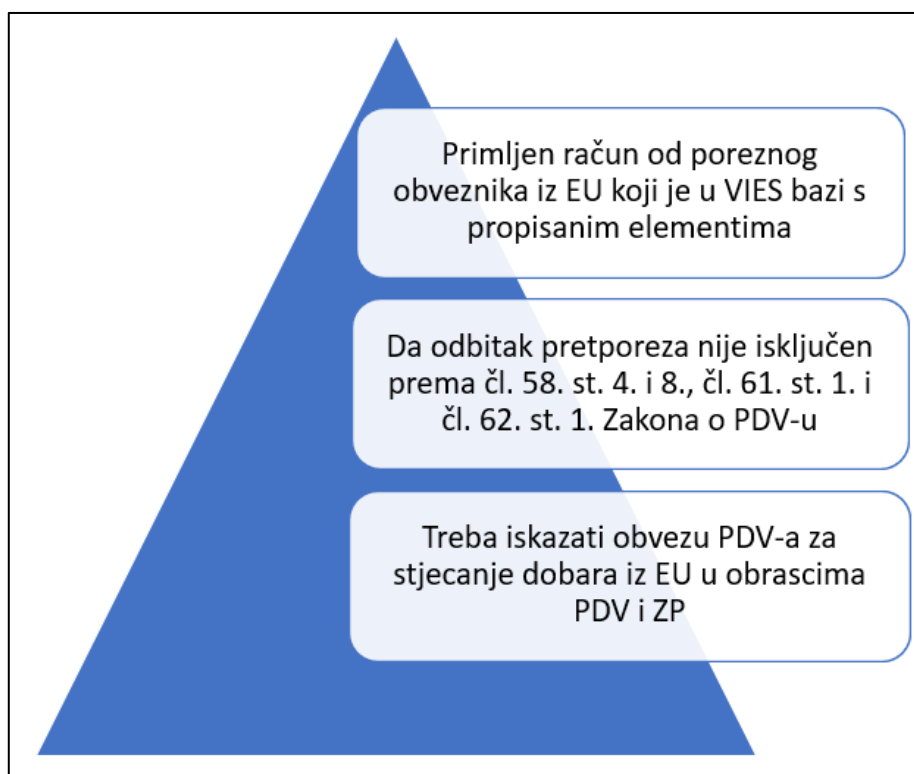 Primljen račun od poreznog
obveznika iz EU koji je u VIES bazi s
propisanim elementima
Da odbitak pretporeza nije isključen
prema čl. 58. st. 4. i 8., čl. 61. st. 1. i
čl. 62. st. 1. Zakona o PDV-u
Treba iskazati obvezu PDV-a za
stjecanje dobara iz EU u obrascima
PDV i ZP